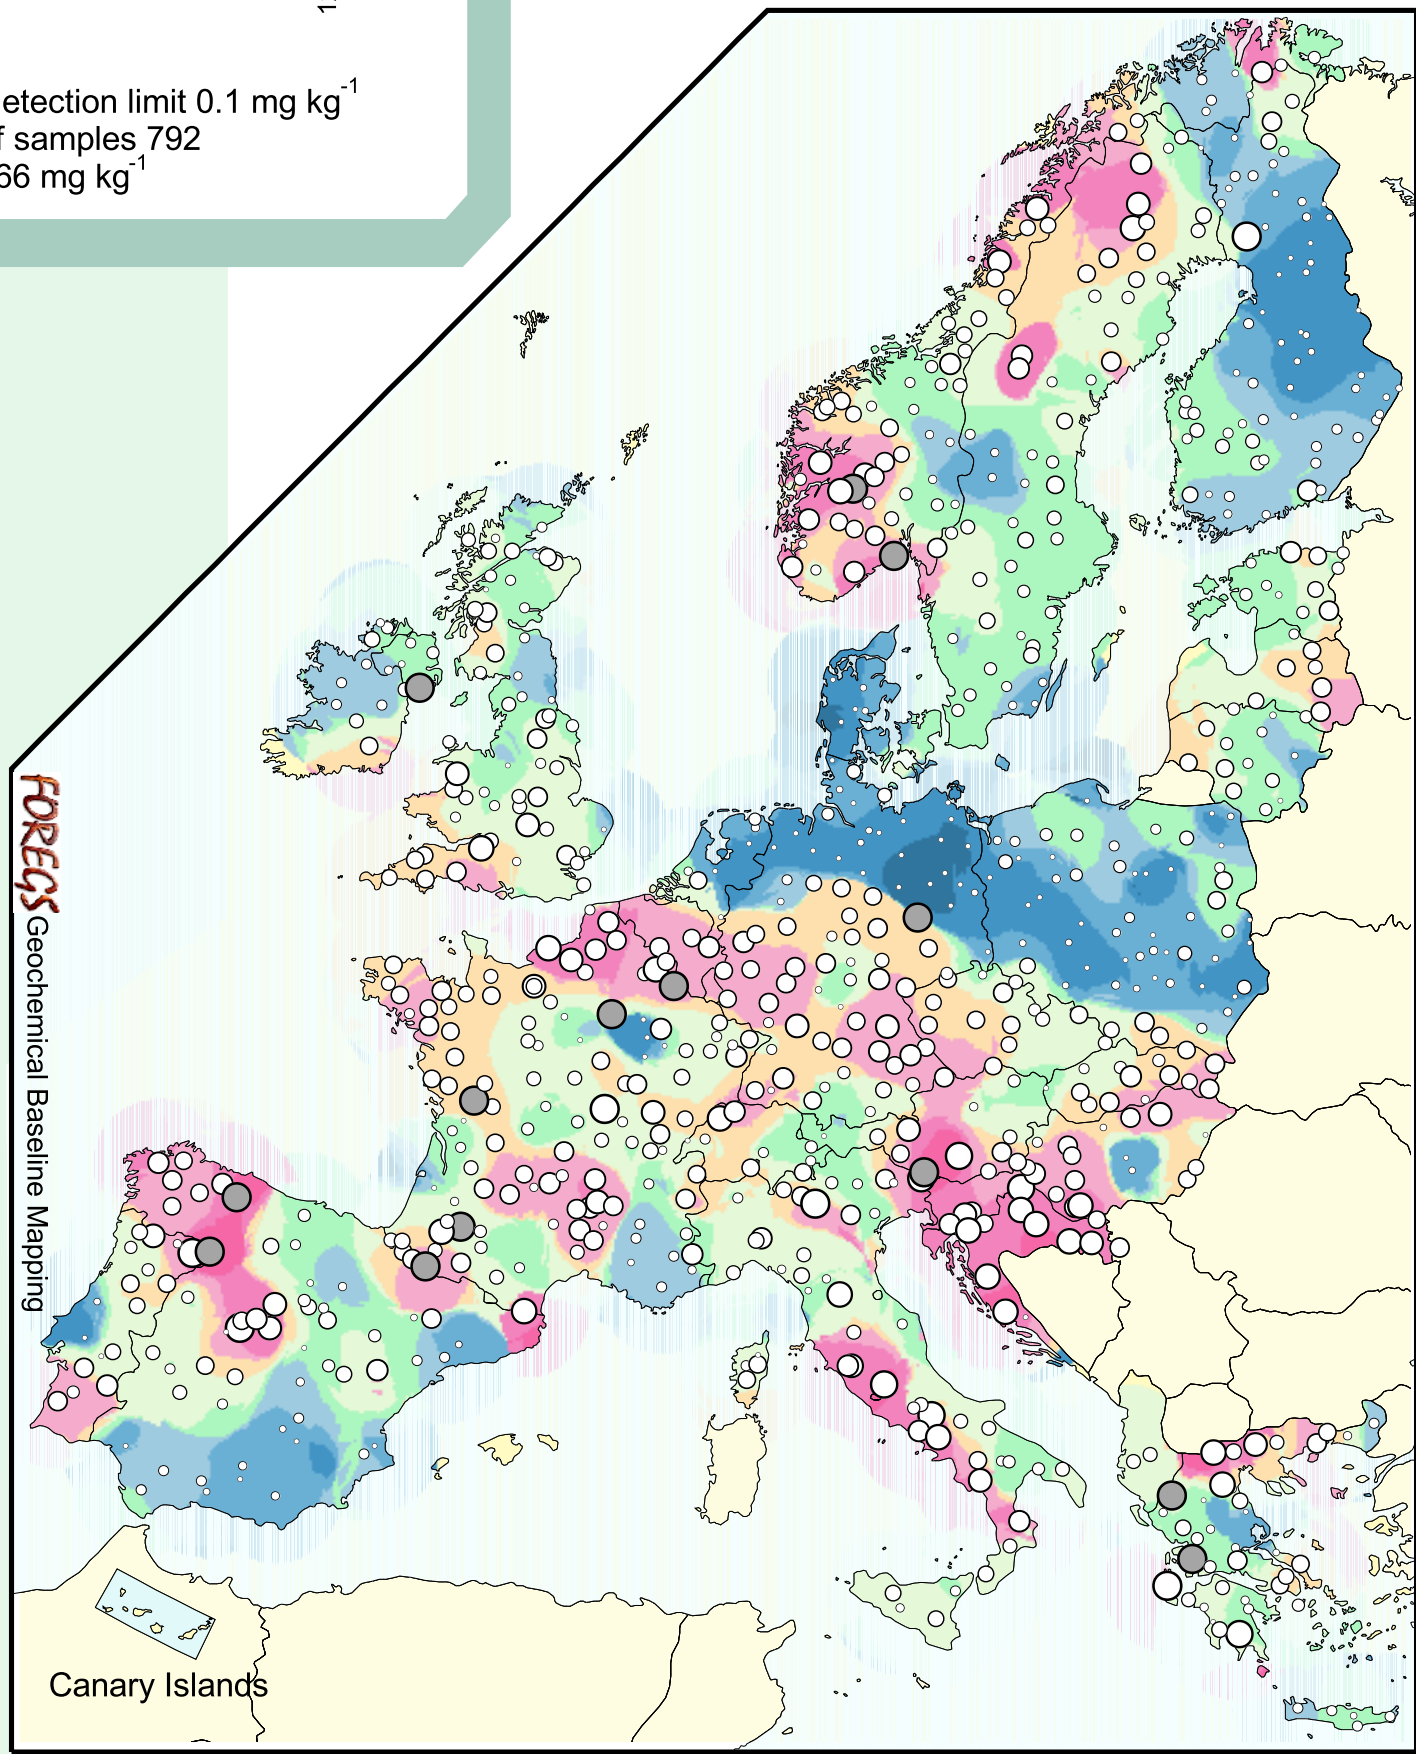 etection limit 0.1 mg kg-1
f samples 792
66 mg kg-1
FOREGS Geochemical Baseline Mapping
Canary Islands